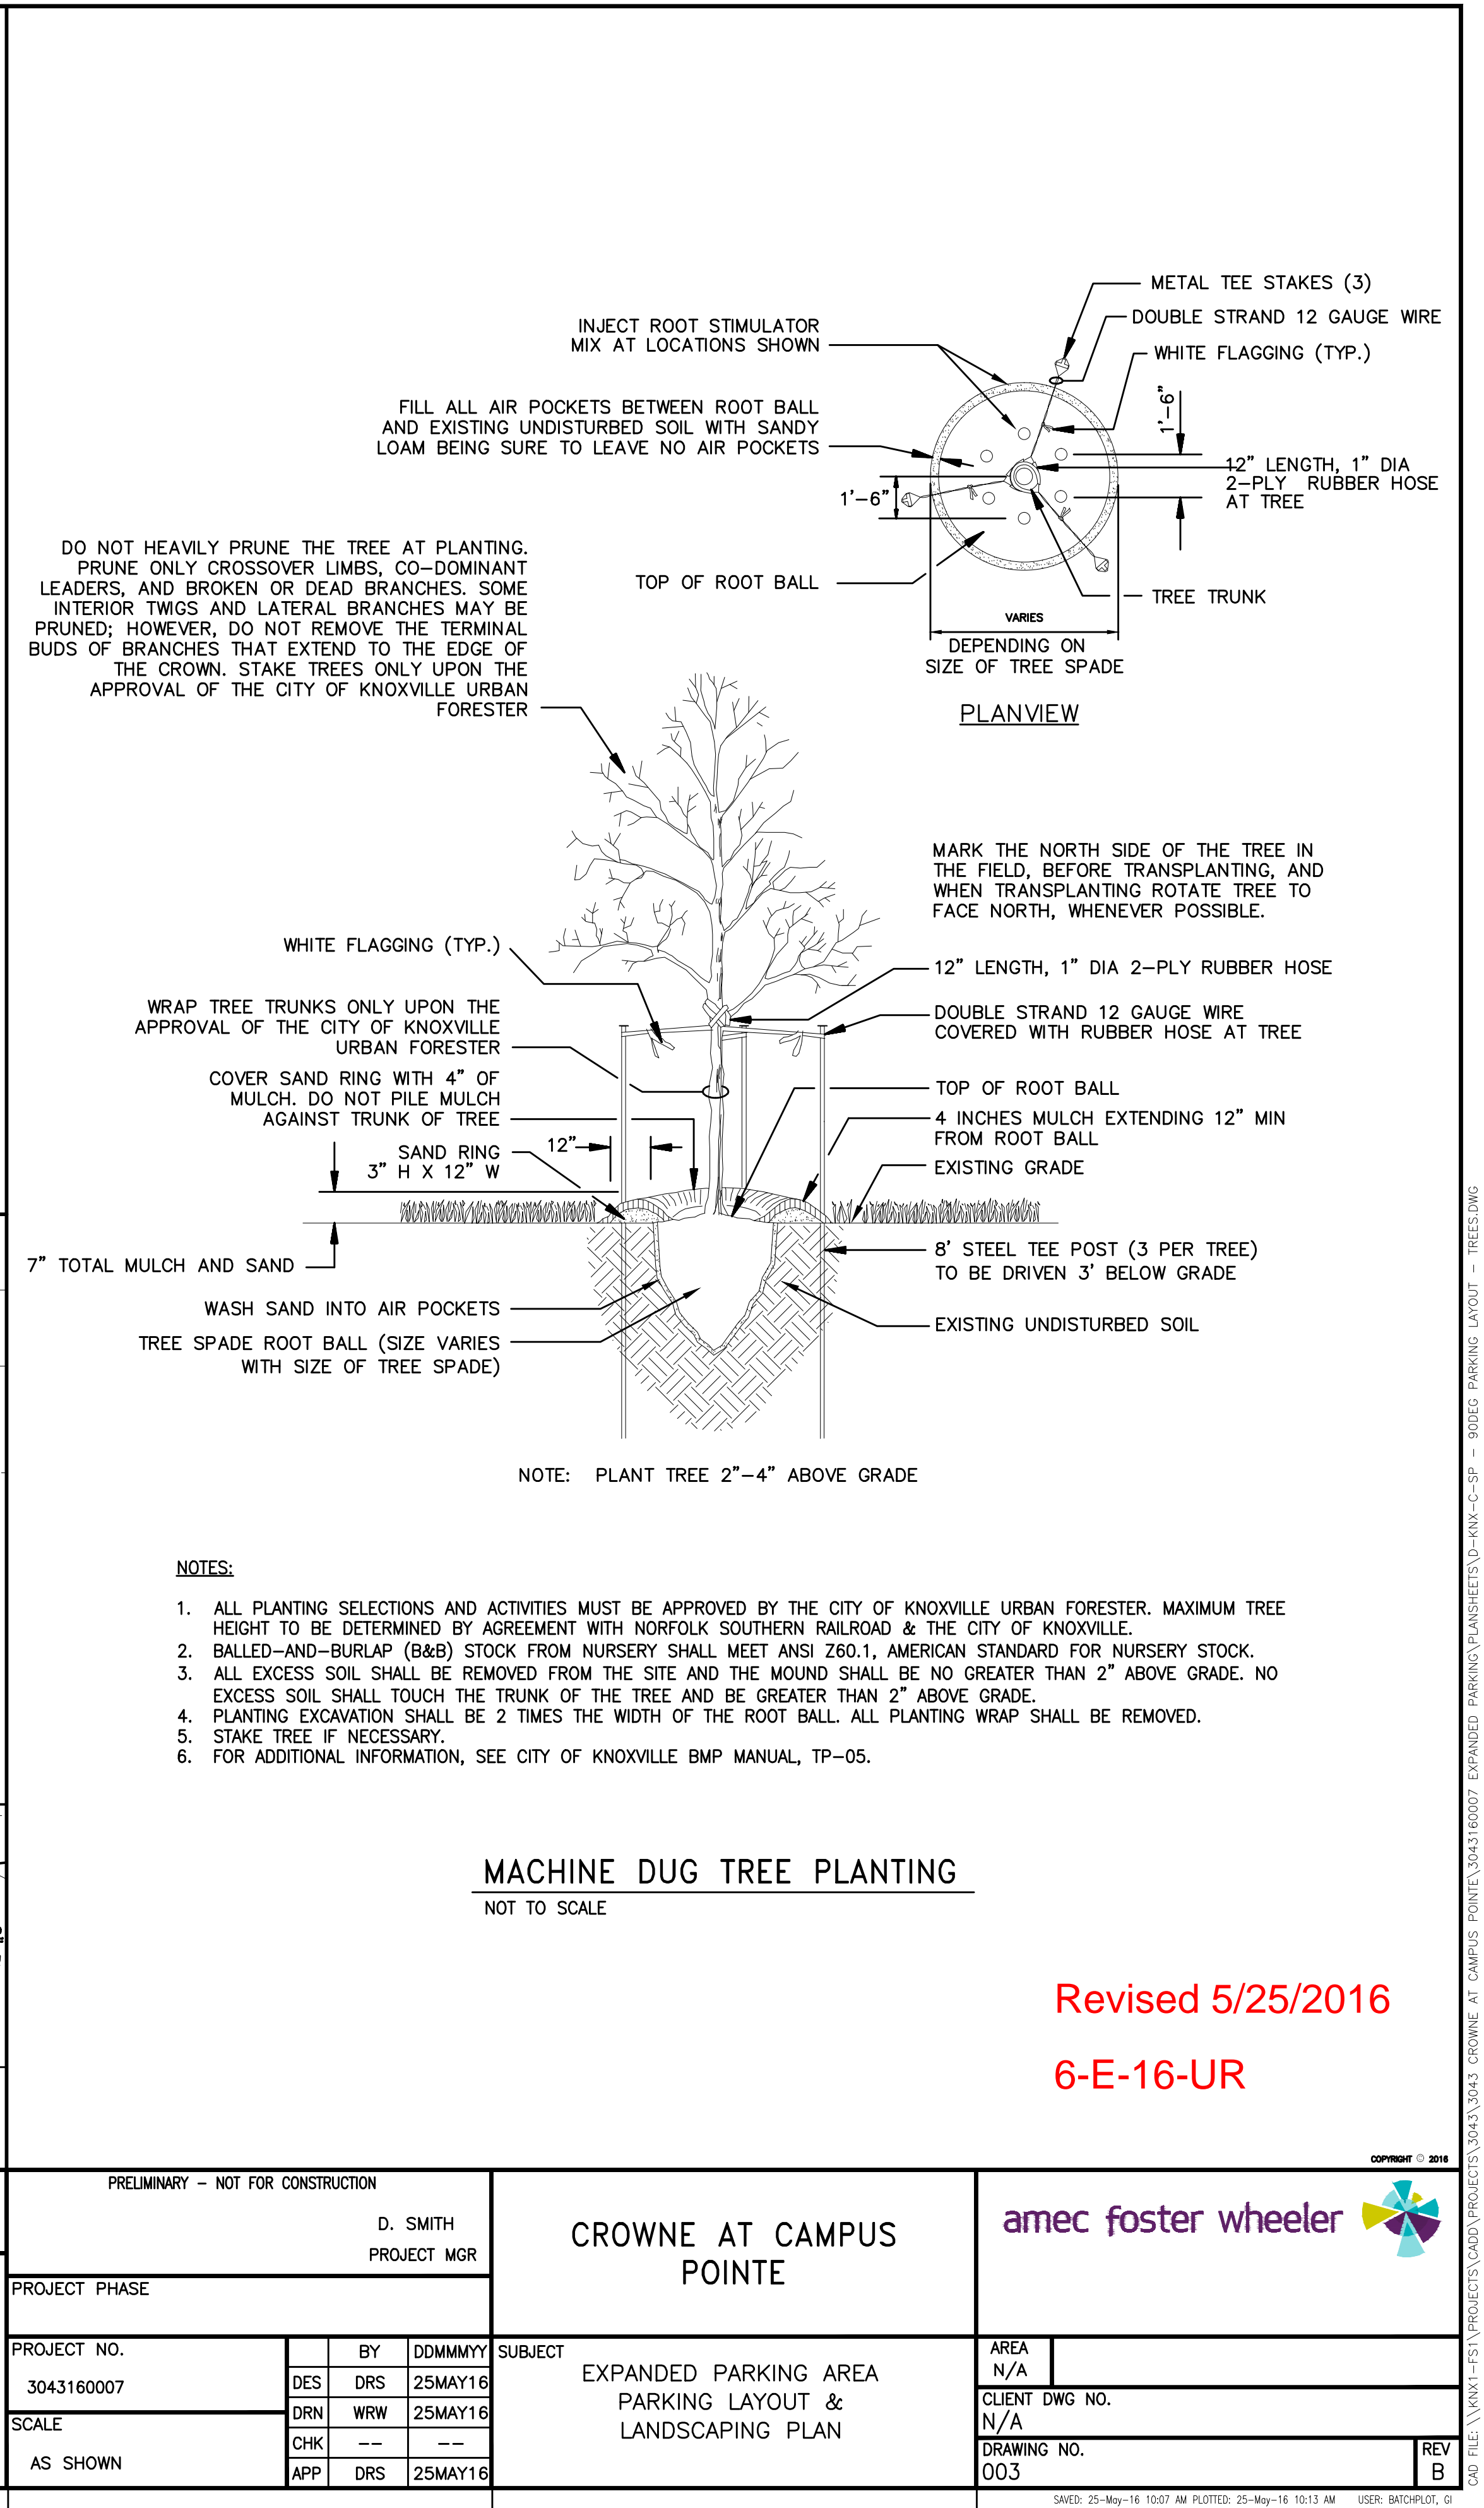 METAL TEE STAKES (3)
DOUBLE STRAND 12 GAUGE WIRE
WHITE FLAGGING (TYP.)
INJECT ROOT STIMULATOR
MIX AT LOCATIONS SHOWN
FILL ALL AIR POCKETS BETWEEN ROOT BALL
AND EXISTING UNDISTURBED SOIL WITH SANDY
LOAM BEING SURE TO LEAVE NO AIR POCKETS
1'-6"
12" LENGTH, 1" DIA
2-PLY RUBBER HOSE
AT TREE
1'-6"
TOP OF ROOT BALL
TREE TRUNK
VARIES
DEPENDING ON
SIZE OF TREE SPADE
PLANVIEW
DO NOT HEAVILY PRUNE THE TREE AT PLANTING.
PRUNE ONLY CROSSOVER LIMBS, CO-DOMINANT
LEADERS, AND BROKEN OR DEAD BRANCHES. SOME
INTERIOR TWIGS AND LATERAL BRANCHES MAY BE
PRUNED; HOWEVER, DO NOT REMOVE THE TERMINAL
BUDS OF BRANCHES THAT EXTEND TO THE EDGE OF
THE CROWN. STAKE TREES ONLY UPON THE
APPROVAL OF THE CITY OF KNOXVILLE URBAN
FORESTER
MARK THE NORTH SIDE OF THE TREE IN
THE FIELD, BEFORE TRANSPLANTING, AND
WHEN TRANSPLANTING ROTATE TREE TO
FACE NORTH, WHENEVER POSSIBLE.
WHITE FLAGGING (TYP.)
WRAP TREE TRUNKS ONLY UPON THE
APPROVAL OF THE CITY OF KNOXVILLE
URBAN FORESTER
COVER SAND RING WITH 4" OF
MULCH. DO NOT PILE MULCH
AGAINST TRUNK OF TREE
SAND RING
3" H X 12" W
12"
7" TOTAL MULCH AND SAND
WASH SAND INTO AIR POCKETS
TREE SPADE ROOT BALL (SIZE VARIES
WITH SIZE OF TREE SPADE)
12" LENGTH, 1" DIA 2-PLY RUBBER HOSE
DOUBLE STRAND 12 GAUGE WIRE
COVERED WITH RUBBER HOSE AT TREE
TOP OF ROOT BALL
4 INCHES MULCH EXTENDING 12" MIN
FROM ROOT BALL
EXISTING GRADE
8' STEEL TEE POST (3 PER TREE)
TO BE DRIVEN 3' BELOW GRADE
EXISTING UNDISTURBED SOIL
NOTE: PLANT TREE 2"-4" ABOVE GRADE
NOTES:
1. ALL PLANTING SELECTIONS AND ACTIVITIES MUST BE APPROVED BY THE CITY OF KNOXVILLE URBAN FORESTER. MAXIMUM TREE
HEIGHT TO BE DETERMINED BY AGREEMENT WITH NORFOLK SOUTHERN RAILROAD & THE CITY OF KNOXVILLE.
2. BALLED-AND-BURLAP (B&B) STOCK FROM NURSERY SHALL MEET ANSI Z60.1, AMERICAN STANDARD FOR NURSERY STOCK.
3. ALL EXCESS SOIL SHALL BE REMOVED FROM THE SITE AND THE MOUND SHALL BE NO GREATER THAN 2" ABOVE GRADE. NO
EXCESS SOIL SHALL TOUCH THE TRUNK OF THE TREE AND BE GREATER THAN 2" ABOVE GRADE.
4. PLANTING EXCAVATION SHALL BE 2 TIMES THE WIDTH OF THE ROOT BALL. ALL PLANTING WRAP SHALL BE REMOVED.
5. STAKE TREE IF NECESSARY.
6. FOR ADDITIONAL INFORMATION, SEE CITY OF KNOXVILLE BMP MANUAL, TP-05.
MACHINE DUG TREE PLANTING
NOT TO SCALE
Revised 5/25/2016
6-E-16-UR
COPYRIGHT © 2016
PRELIMINARY - NOT FOR CONSTRUCTION
D. SMITH
PROJECT MGR
PROJECT PHASE
CROWNE AT CAMPUS
POINTE
amec foster wheeler
PROJECT NO.
3043160007
SCALE
AS SHOWN
BY DDMMMYY
DES DRS 25MAY16
DRN WRW 25MAY16
CHK -- --
APP DRS 25MAY16
SUBJECT
EXPANDED PARKING AREA
PARKING LAYOUT &
LANDSCAPING PLAN
AREA
N/A
CLIENT DWG NO.
N/A
DRAWING NO.
003
REV
B
SAVED: 25-May-16 10:07 AM PLOTTED: 25-May-16 10:13 AM USER: BATCHPLOT, GI
CAD FILE: \\KNX1-FS1\PROJECTS\CADD\PROJECTS\3043\3043 CROWNE AT CAMPUS POINTE\3043160007 EXPANDED PARKING\PLANSHEETS\D-KNX-C-SP - 90DEG PARKING LAYOUT - TREES.DWG